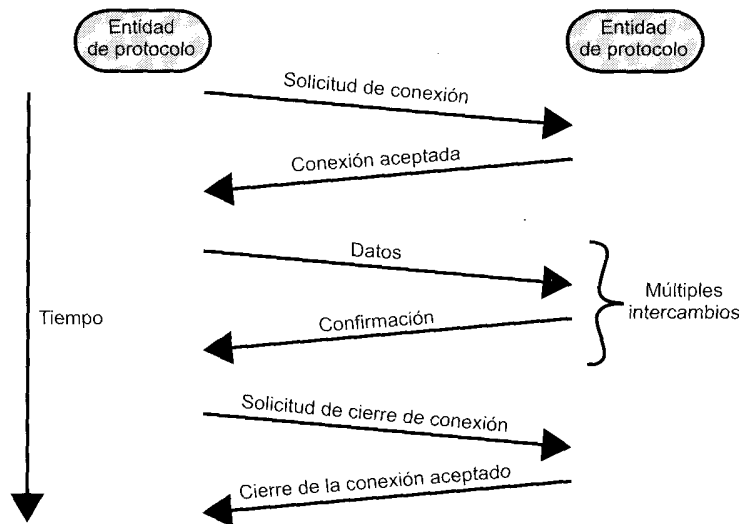 Entidad
de protocolo
Entidad
de protocolo
Solicitud de conexión
Conexión aceptada
Datos
Múltiples
intercambios
Tiempo
Confirmación
Solicitud de cierre de conexión
Cierre de la conexión aceptado